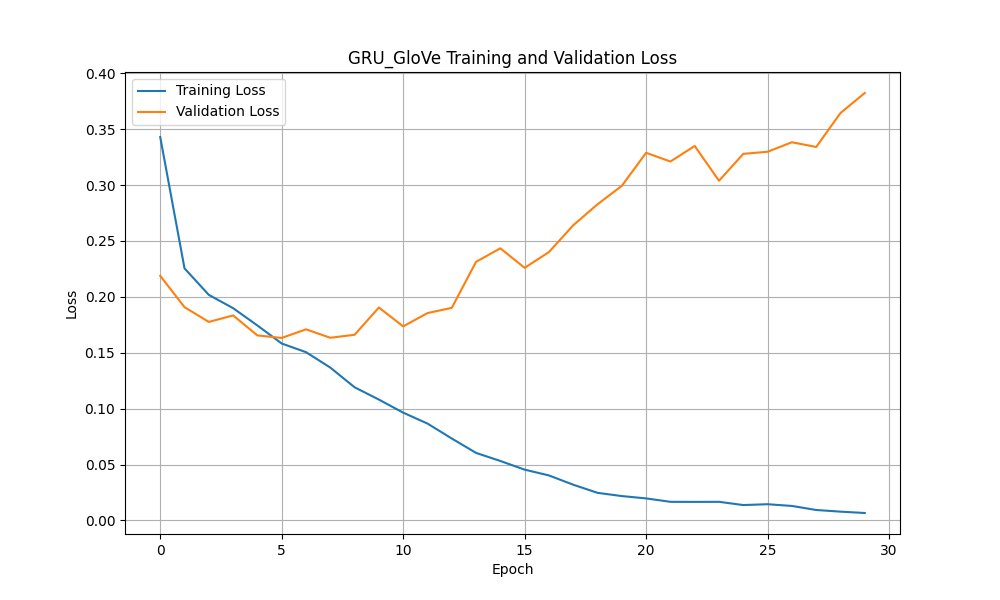 GRU_GloVe Training and Validation Loss
Training Loss
Validation Loss
0.40
0.35
0.30
0.25
0.20
0.15
0.10
0.05
0.00
Loss
0 5 10 15 20 25 30
Epoch